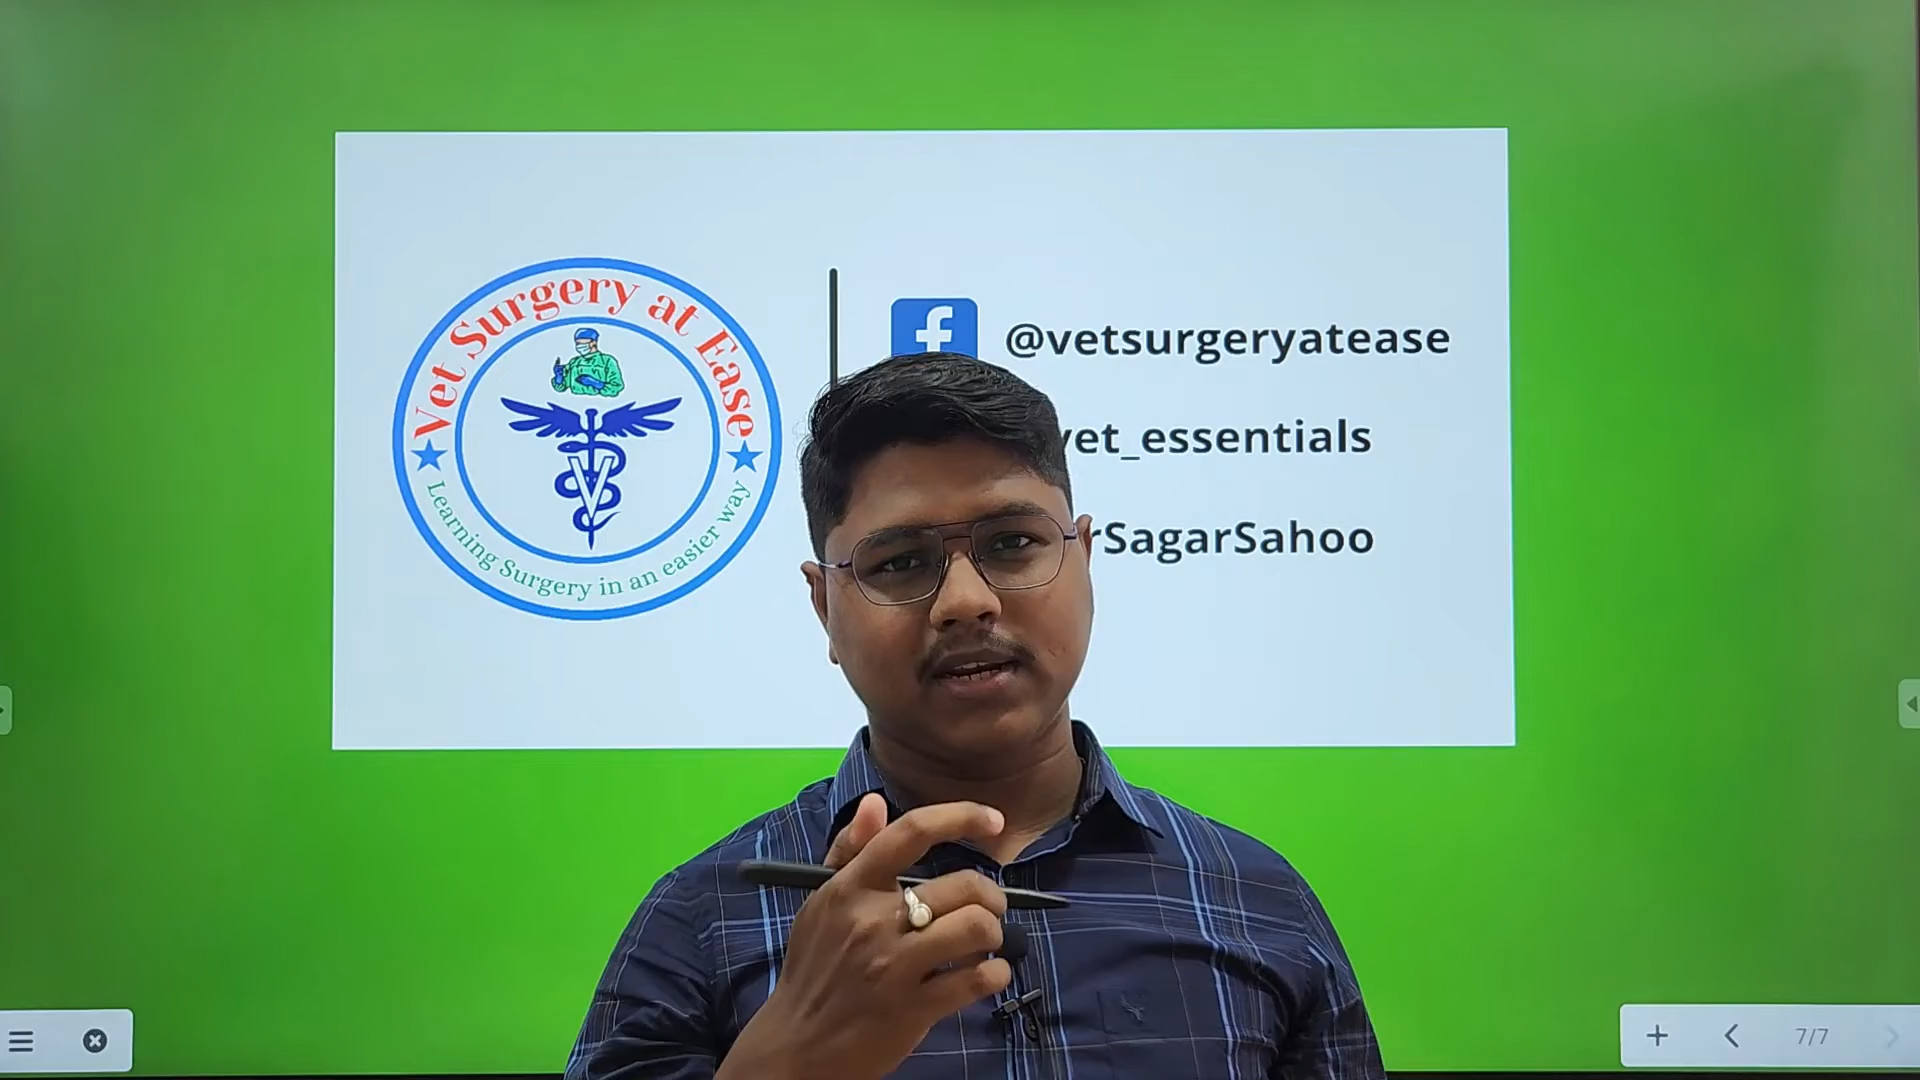 Vet Surgery at Ease
Learning Surgery in an easier way
V
@vetsurgeryatease
vet_essentials
rSagarSahoo
7/7